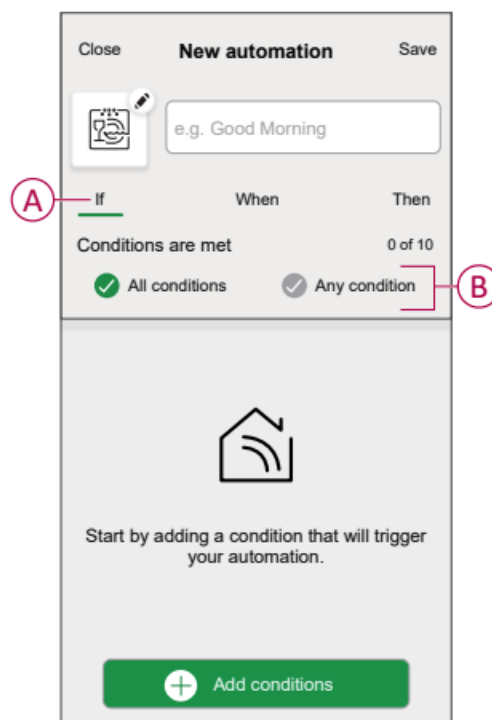 Close New automation Save
e.g. Good Morning
A If When Then
Conditions are met 0 of 10
All conditions Any condition B
Start by adding a condition that will trigger
your automation.
Add conditions